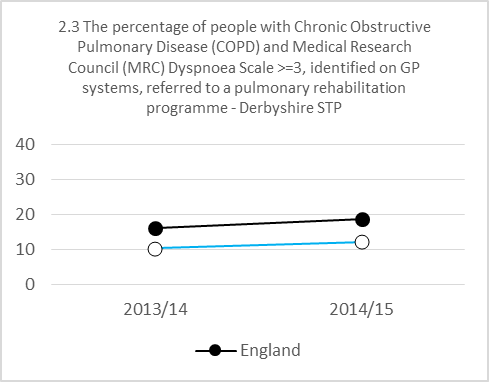 2.3 The percentage of people with Chronic Obstructive
Pulmonary Disease (COPD) and Medical Research
Council (MRC) Dyspnoea Scale >=3, identified on GP
systems, referred to a pulmonary rehabilitation
programme - Derbyshire STP
40
30
20
10
0
2013/14 2014/15
England